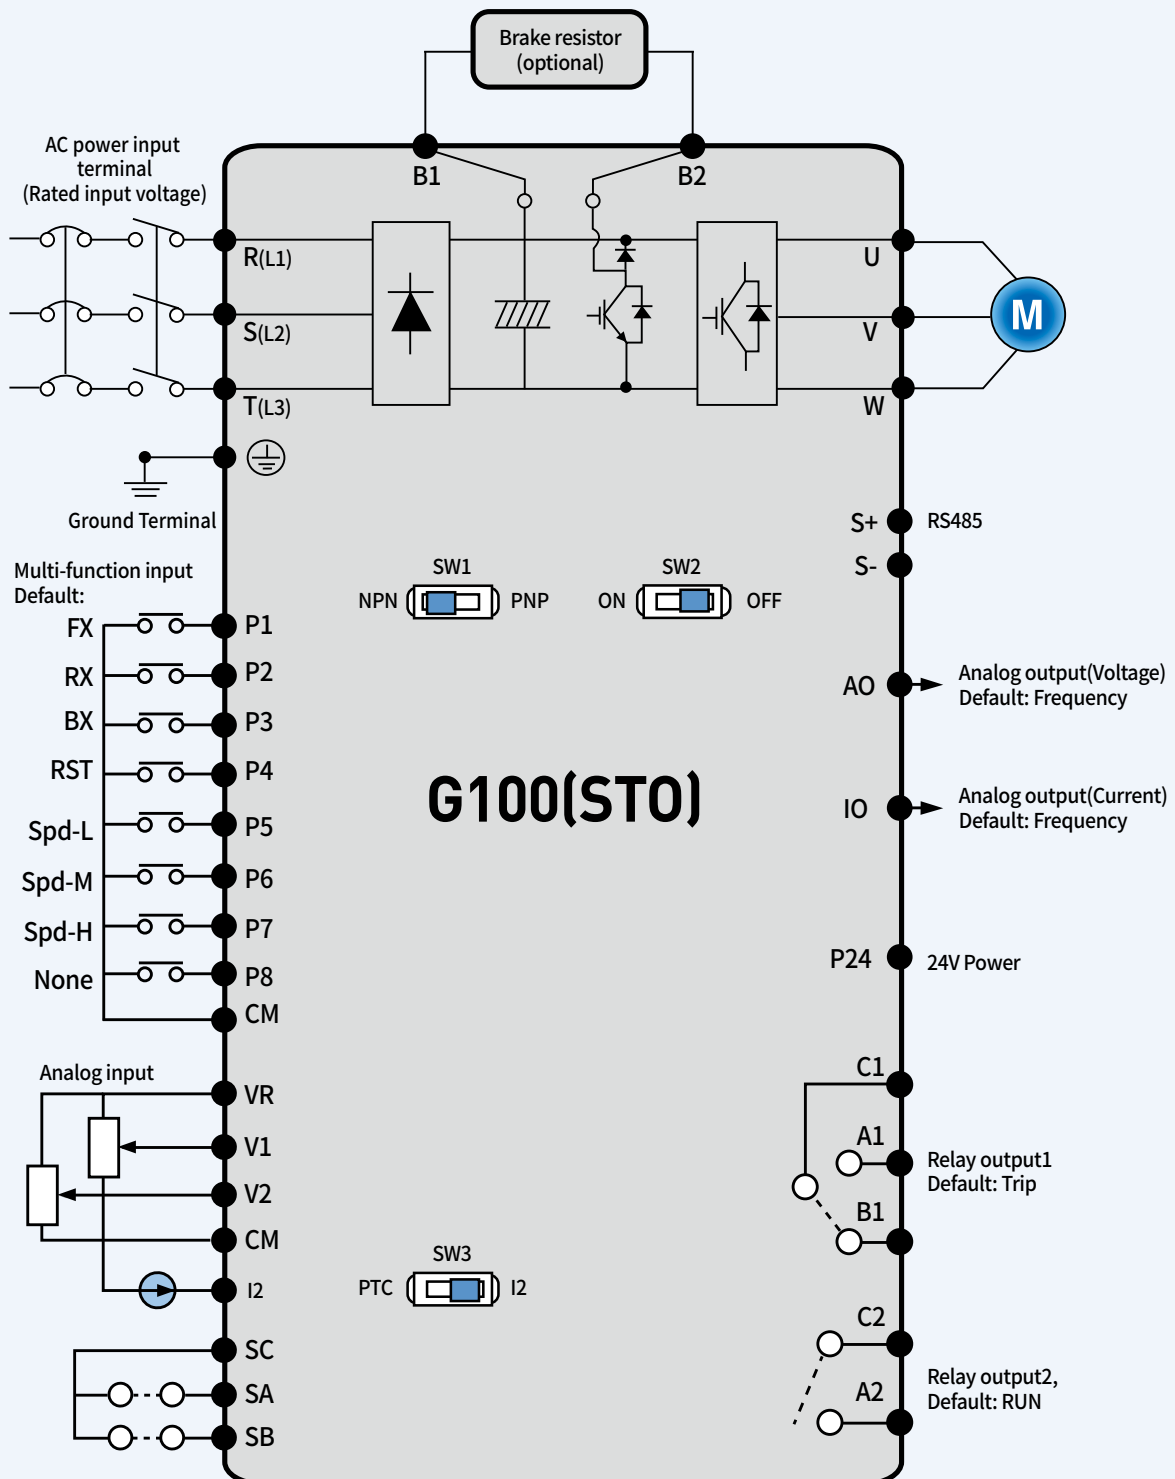 Brake resistor
(optional)
AC power input
terminal
(Rated input voltage)
B1
B2
R(L1)
S(L2)
T(L3)
U
V
W
M
Ground Terminal
S+
RS485
S-
Multi-function input
Default:
SW1
NPN
PNP
SW2
ON
OFF
FX
P1
RX
P2
BX
P3
RST
P4
Spd-L
P5
Spd-M
P6
Spd-H
P7
None
P8
CM
AO
Analog output(Voltage)
Default: Frequency
G100(STO)
IO
Analog output(Current)
Default: Frequency
P24
24V Power
Analog input
VR
V1
V2
CM
I2
SW3
PTC
I2
SC
SA
SB
C1
A1
B1
Relay output1
Default: Trip
C2
A2
Relay output2,
Default: RUN